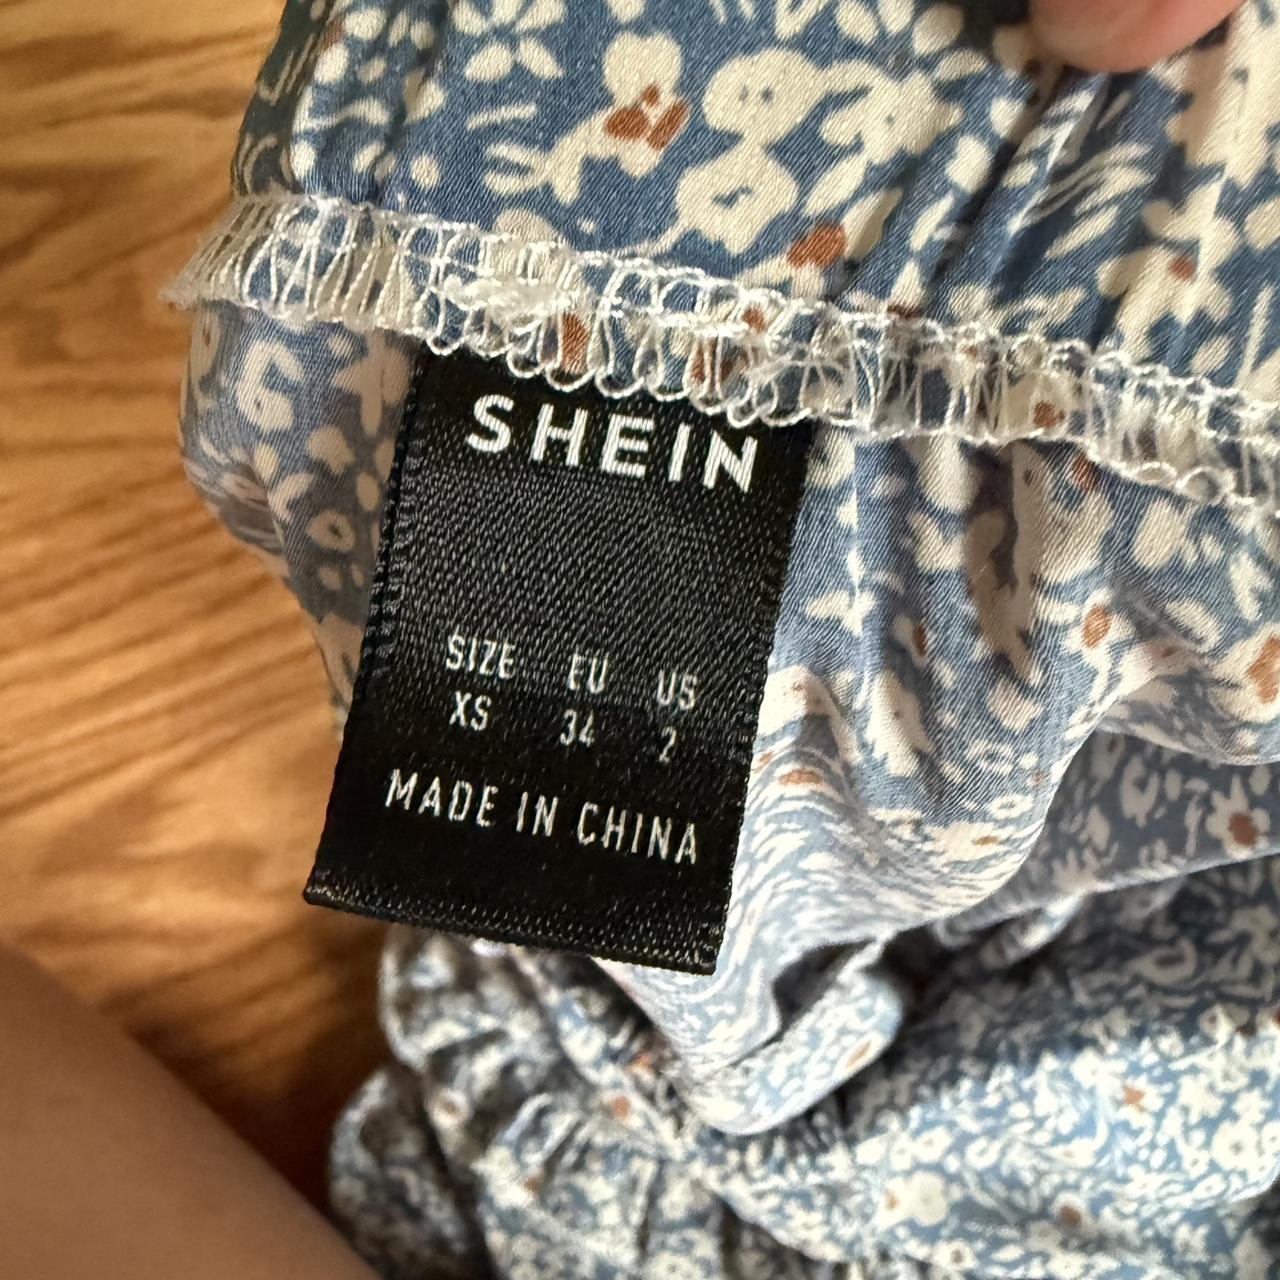 SHEIN
SIZE EU US
XS 34 2
MADE IN CHINA